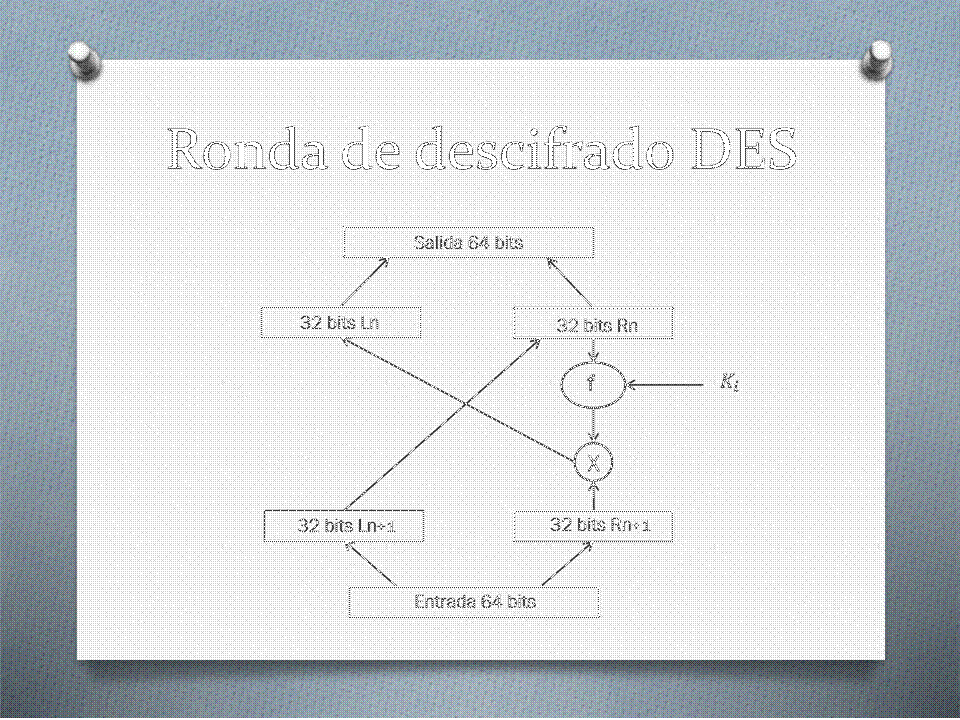 Ronda de descifrado DES
Salida 64 bits
32 bits Ln
32 bits Rn
f
Ki
X
32 bits Ln+1
32 bits Rn+1
Entrada 64 bits